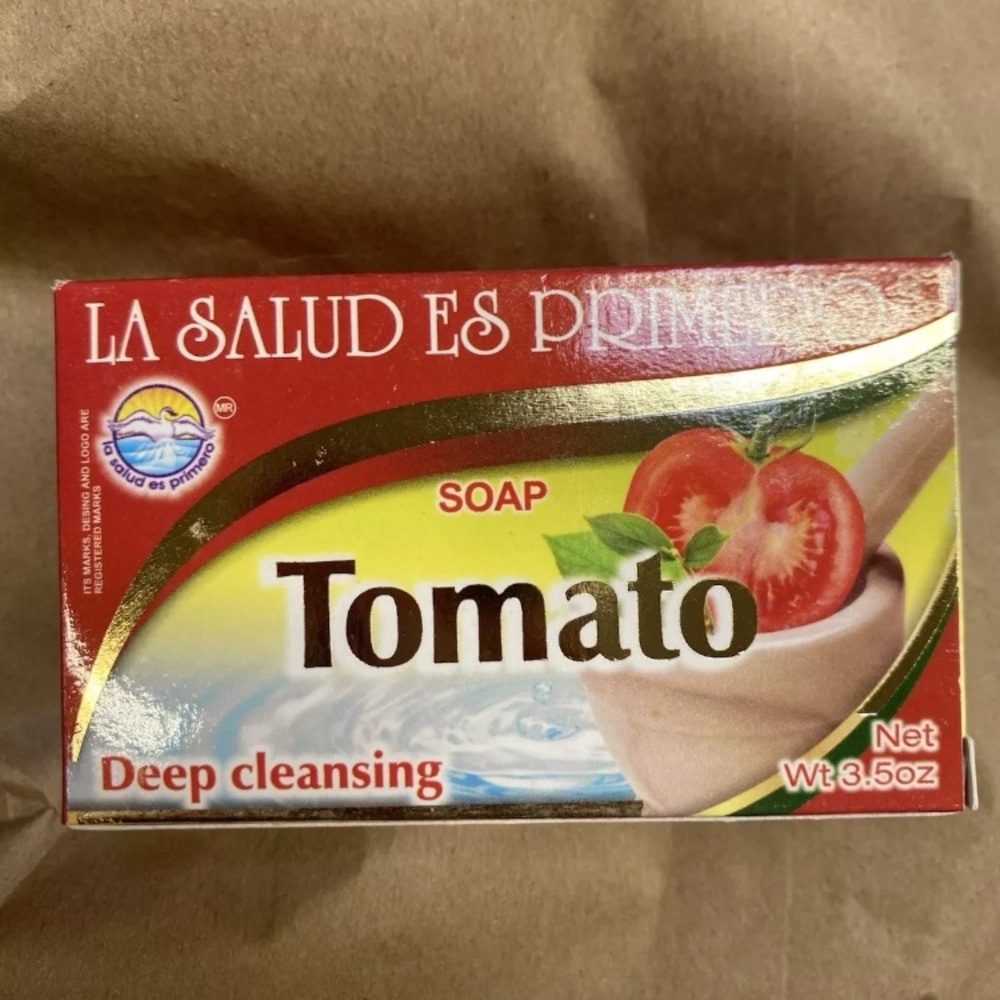 LA SALUD ES PRIMERO
la salud es primero
MR
ITS MARKS, DESING AND LOGO ARE
REGISTERED MARKS
SOAP
Tomato
Deep cleansing
Net
Wt 3.5oz